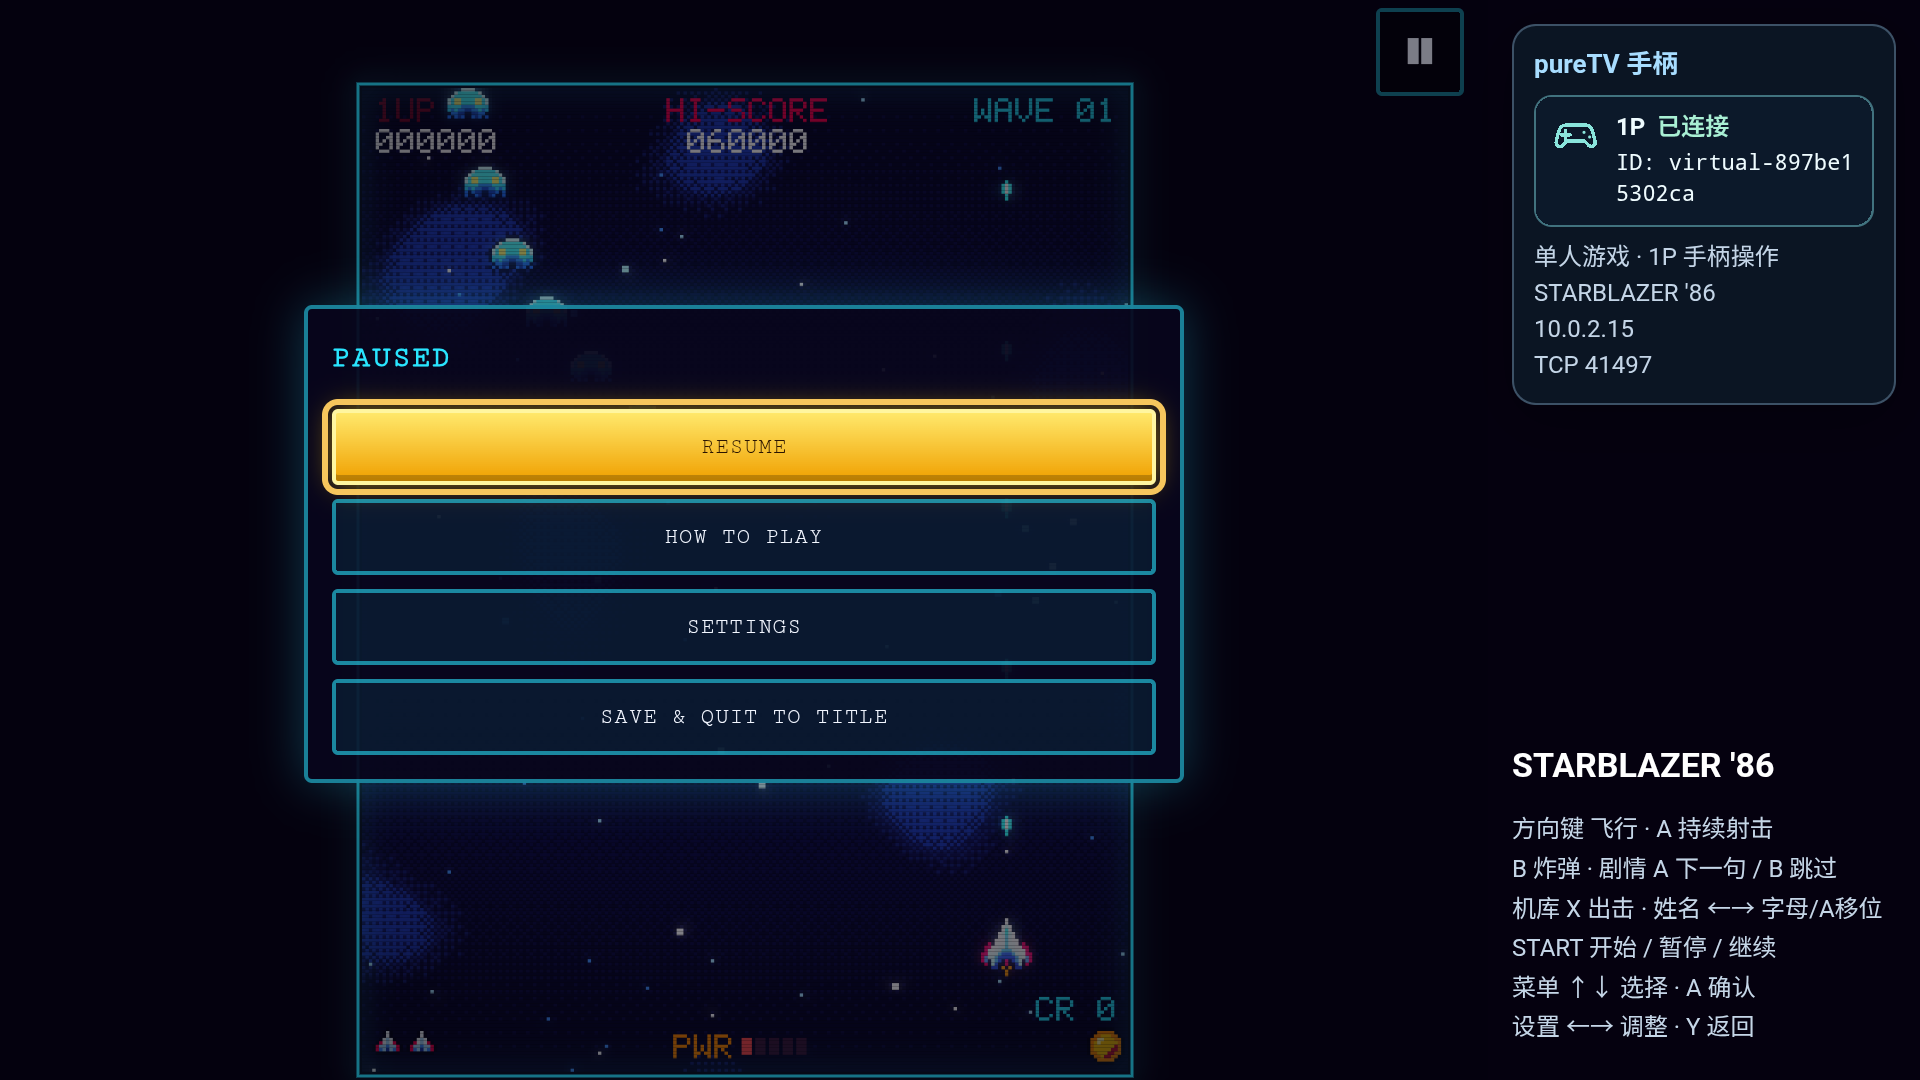 1UP
HI-SCORE
WAVE 01
000000
060000
PAUSED
RESUME
HOW TO PLAY
SETTINGS
SAVE & QUIT TO TITLE
CR 0
PWR
pureTV 手柄
1P 已连接
ID: virtual-897be1
5302ca
单人游戏 · 1P 手柄操作
STARBLAZER '86
10.0.2.15
TCP 41497
STARBLAZER '86
方向键 飞行 · A 持续射击
B 炸弹 · 剧情 A 下一句 / B 跳过
机库 X 出击 · 姓名 ←→ 字母/A移位
START 开始 / 暂停 / 继续
菜单 ↑↓ 选择 · A 确认
设置 ←→ 调整 · Y 返回